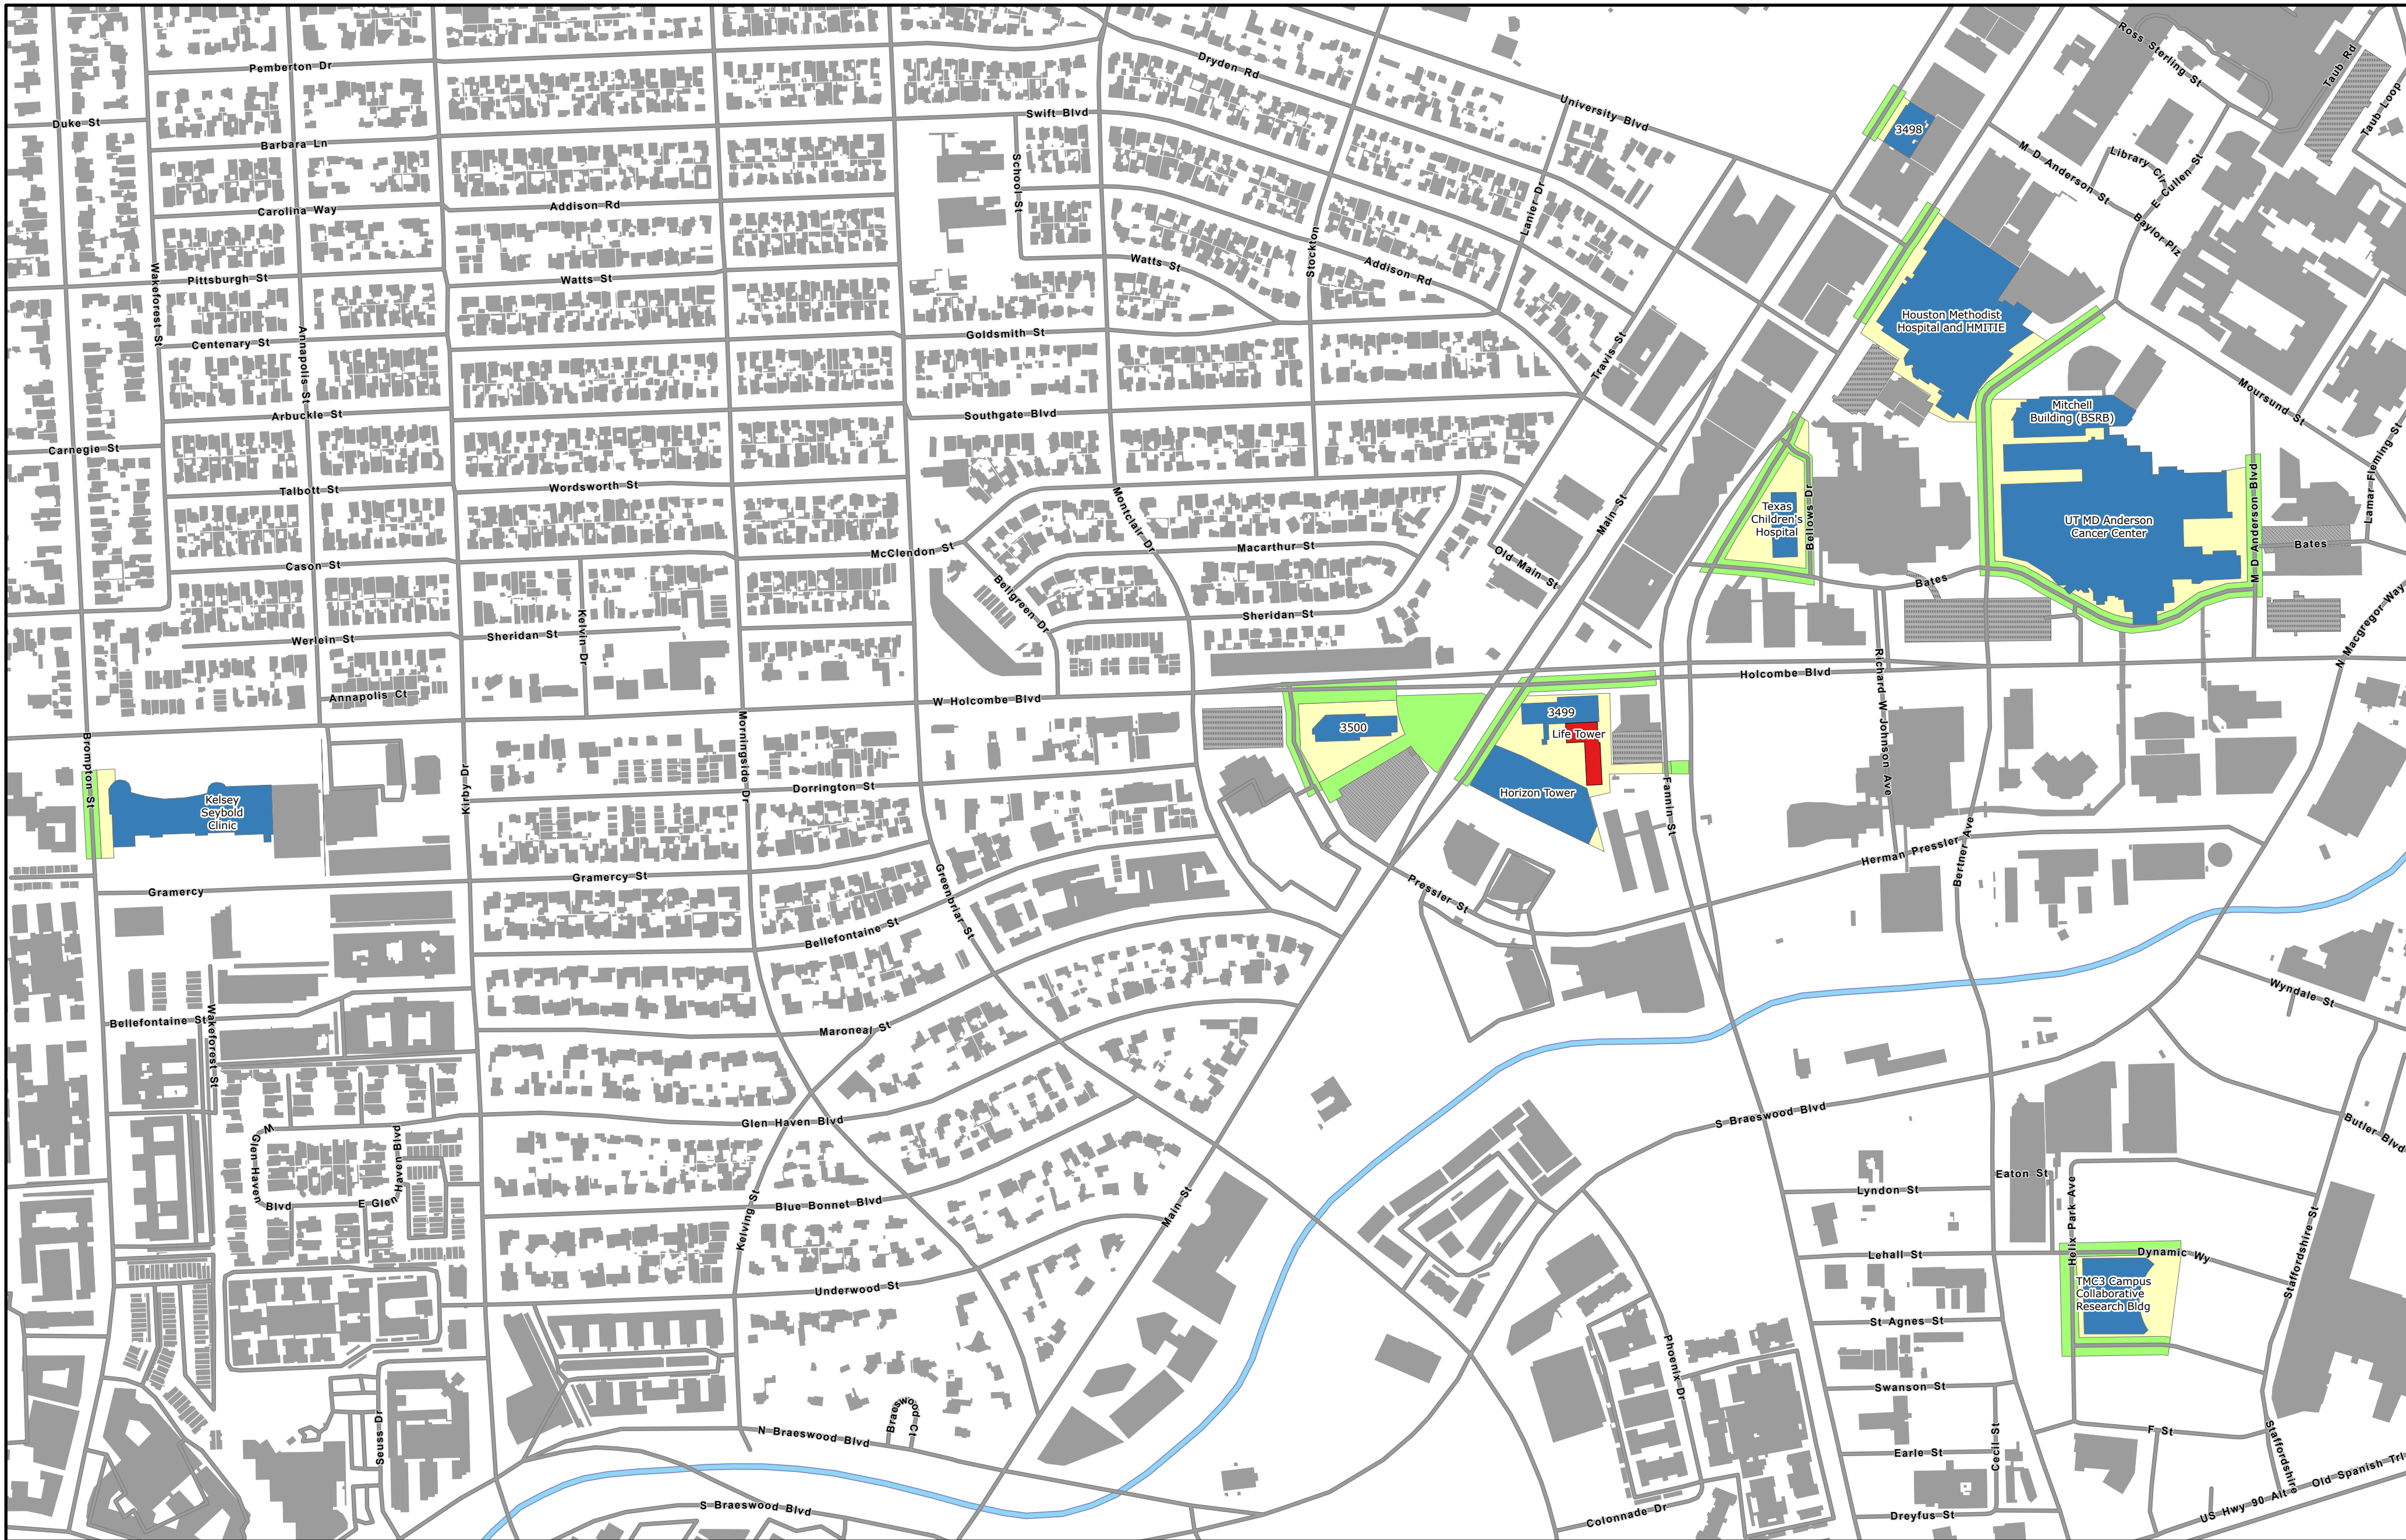 Ross Sterling St
Taub Rd
Taub Loop
Pemberton Dr
Dryden Rd
University Blvd
Duke St
Swift Blvd
3498
Barbara Ln
School St
M D Anderson St
Library Cir
E Cullen St
Carolina Way
Addison Rd
Lanier Dr
Baylor Plz
Stockton
Watts St
Addison Rd
Wakeforest St
Pittsburgh St
Watts St
Houston Methodist
Hospital and HMITIE
Annapolis St
Centenary St
Goldsmith St
Travis St
Moursund St
Arbuckle St
Southgate Blvd
Mitchell
Building (BSRB)
Carnegie St
Lamar Fleming St
Talbott St
Wordsworth St
Montclair Dr
Main St
Bellows Dr
M D Anderson Blvd
Texas
Children's
Hospital
UT MD Anderson
Cancer Center
McClendon St
Macarthur St
Old Main St
Bates
Cason St
Bates
Bellgreen Dr
Kelvin Dr
Sheridan St
Werlein St
Sheridan St
N Macgregor Way
Richard W Johnson Ave
Holcombe Blvd
Annapolis Ct
W Holcombe Blvd
3500
3499
Life Tower
Brompton St
Morningside Dr
Kirby Dr
Dorrington St
Horizon Tower
Fannin St
Kelsey
Seybold
Clinic
Herman Pressler
Bertner Ave
Gramercy
Gramercy St
Greenbriar St
Pressler St
Bellefontaine St
Wyndale St
Bellefontaine St
Wakeforest St
Maroneal St
S Braeswood Blvd
Glen Haven Blvd
Butler Blvd
W Glen Haven Blvd
E Glen Haven Blvd
Eaton St
Lyndon St
Helix Park Ave
Blue Bonnet Blvd
Main St
Kelving St
Staffordshire St
Lehall St
Dynamic Wy
TMC3 Campus
Collaborative
Research Bldg
Underwood St
St Agnes St
Phoenix Dr
Swanson St
Seuss Dr
Braeswood Ct
N Braeswood Blvd
Cecil St
F St
Earle St
Staffordshire
Old Spanish Trl
US Hwy 90 Alt
S Braeswood Blvd
Colonnade Dr
Dreyfus St